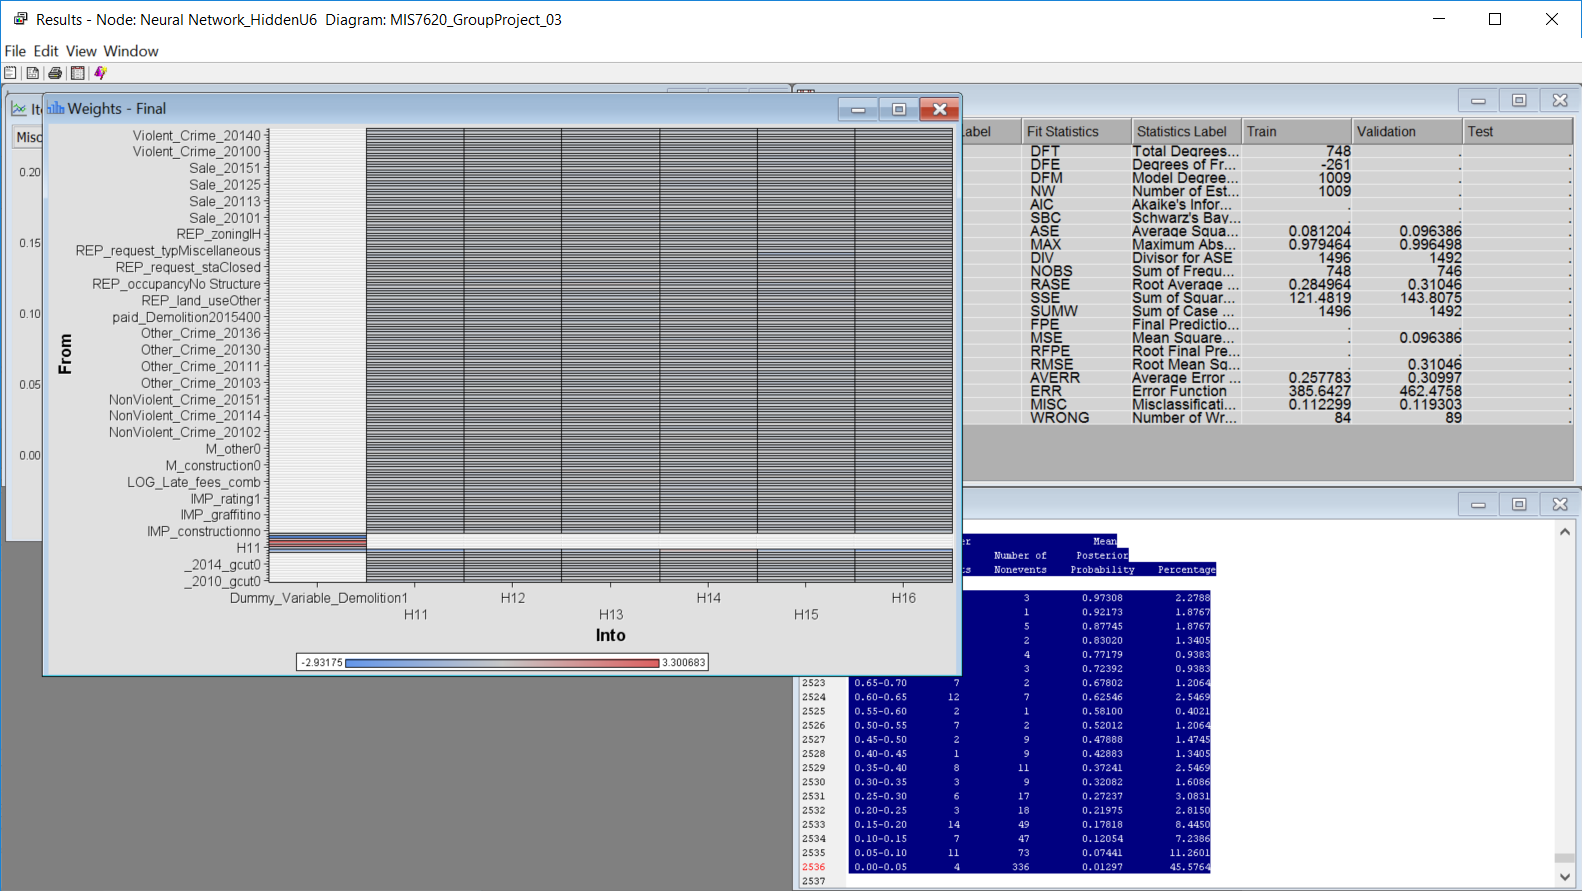 Results - Node: Neural Network_HiddenU6 Diagram: MIS7620_GroupProject_03
File Edit View Window
Weights - Final
Misc
0.20
0.15
0.10
0.05
0.00
From
Violent_Crime_20140
Violent_Crime_20100
Sale_20151
Sale_20125
Sale_20113
Sale_20101
REP_zoningIH
REP_request_typMiscellaneous
REP_request_staClosed
REP_occupancyNo Structure
REP_land_useOther
paid_Demolition2015400
Other_Crime_20136
Other_Crime_20130
Other_Crime_20111
Other_Crime_20103
NonViolent_Crime_20151
NonViolent_Crime_20114
NonViolent_Crime_20102
M_other0
M_construction0
LOG_Late_fees_comb
IMP_rating1
IMP_graffitino
IMP_constructionno
H11
_2014_gcut0
_2010_gcut0
Dummy_Variable_Demolition1 H11 H12 H13 H14 H15 H16
Into
-2.93175 3.300683
abel Fit Statistics Statistics Label Train Validation Test
DFT Total Degrees... 748 . .
DFE Degrees of Fr... -261 . .
DFM Model Degree... 1009 . .
NW Number of Est... 1009 . .
AIC Akaike's Infor... . . .
SBC Schwarz's Bay... . . .
ASE Average Squa... 0.081204 0.096386 .
MAX Maximum Abs... 0.979464 0.996498 .
DIV Divisor for ASE 1496 1492 .
NOBS Sum of Frequ... 748 746 .
RASE Root Average ... 0.284964 0.31046 .
SSE Sum of Squar... 121.4819 143.8075 .
SUMW Sum of Case ... 1496 1492 .
FPE Final Predictio... . . .
MSE Mean Square... . 0.096386 .
RFPE Root Final Pre... . . .
RMSE Root Mean Sq... . 0.31046 .
AVERR Average Error ... 0.257783 0.30997 .
ERR Error Function 385.6427 462.4758 .
MISC Misclassificati... 0.112299 0.119303 .
WRONG Number of Wr... 84 89 .
er Mean
Number of Posterior
ts Nonevents Probability Percentage
3 0.97308 2.2788
1 0.92173 1.8767
5 0.87745 1.8767
2 0.83020 1.3405
4 0.77179 0.9383
3 0.72392 0.9383
2523 0.65-0.70 7 2 0.67802 1.2064
2524 0.60-0.65 12 7 0.62546 2.5469
2525 0.55-0.60 2 1 0.58100 0.4021
2526 0.50-0.55 7 2 0.52012 1.2064
2527 0.45-0.50 2 9 0.47888 1.4745
2528 0.40-0.45 1 9 0.42883 1.3405
2529 0.35-0.40 8 11 0.37241 2.5469
2530 0.30-0.35 3 9 0.32082 1.6086
2531 0.25-0.30 6 17 0.27237 3.0831
2532 0.20-0.25 3 18 0.21975 2.8150
2533 0.15-0.20 14 49 0.17818 8.4450
2534 0.10-0.15 7 47 0.12054 7.2386
2535 0.05-0.10 11 73 0.07441 11.2601
2536 0.00-0.05 4 336 0.01297 45.5764
2537